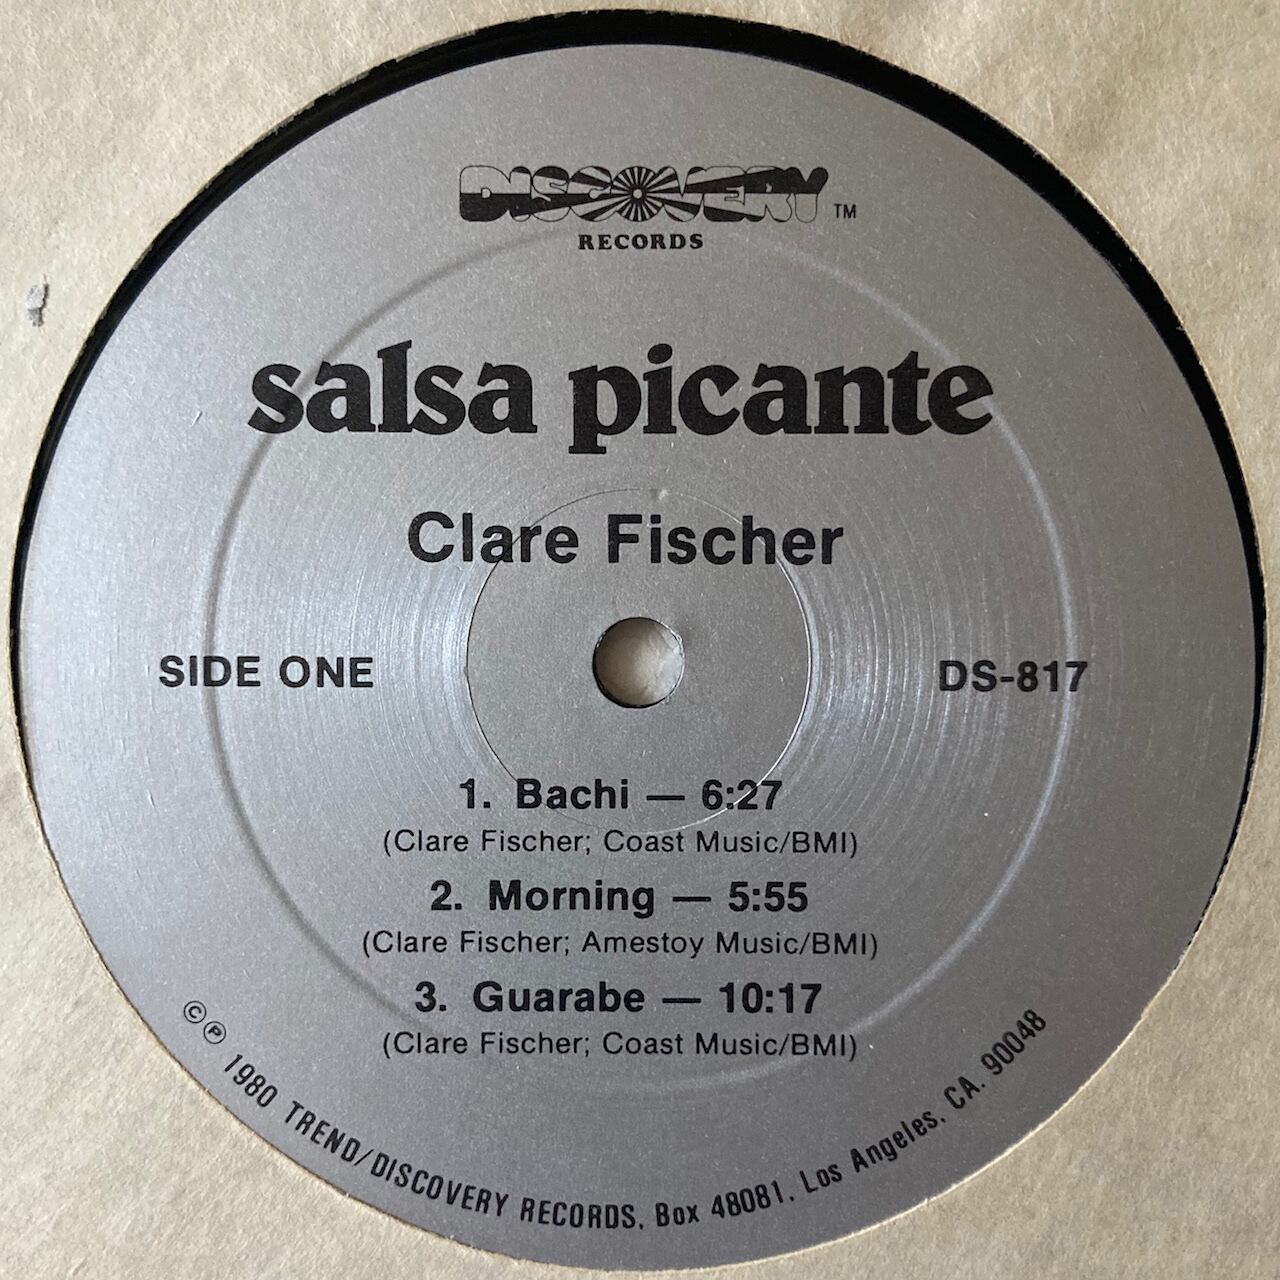 DISCOVERY TM
RECORDS
salsa picante
Clare Fischer
SIDE ONE
DS-817
1. Bachi — 6:27
(Clare Fischer; Coast Music/BMI)
2. Morning — 5:55
(Clare Fischer; Amestoy Music/BMI)
3. Guarabe — 10:17
(Clare Fischer; Coast Music/BMI)
©℗ 1980 TREND/DISCOVERY RECORDS, Box 48081, Los Angeles, CA. 90048